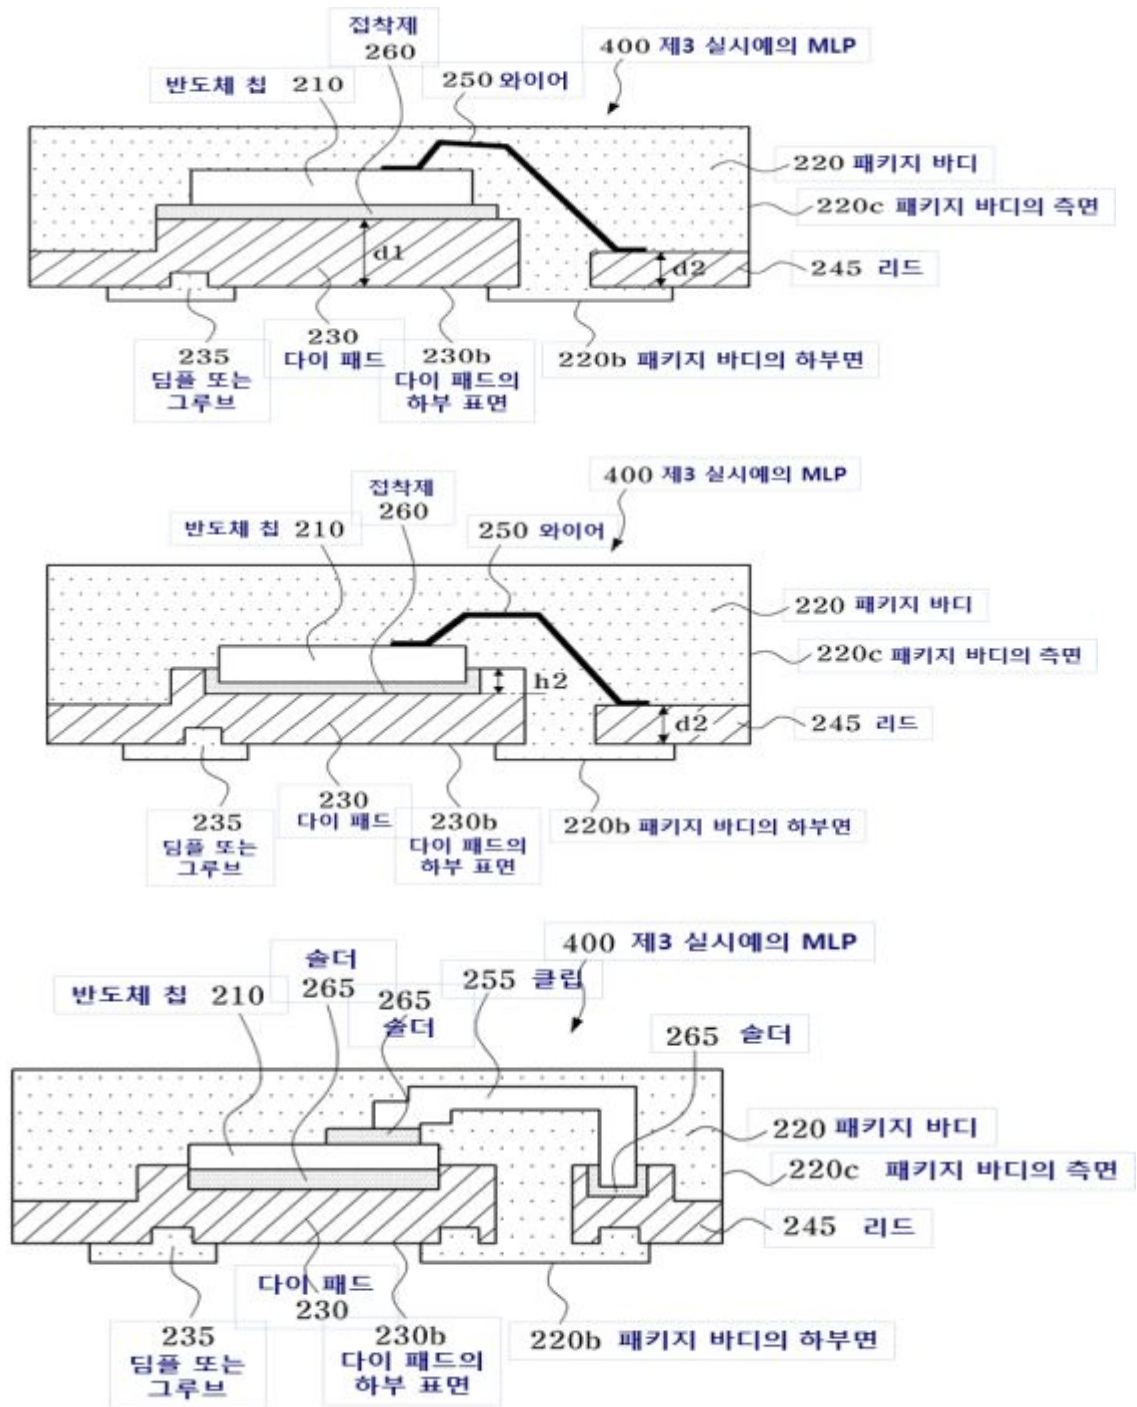 접착제
260
400 제3 실시예의 MLP
반도체 칩 210
250 와이어
220 패키지 바디
220c 패키지 바디의 측면
d1
d2
245 리드
235
딤플 또는
그루브
230
다이 패드
230b
다이 패드의
하부 표면
220b 패키지 바디의 하부면
400 제3 실시예의 MLP
접착제
260
반도체 칩 210
250 와이어
220 패키지 바디
220c 패키지 바디의 측면
h2
d2
245 리드
235
딤플 또는
그루브
230
다이 패드
230b
다이 패드의
하부 표면
220b 패키지 바디의 하부면
400 제3 실시예의 MLP
솔더
265
반도체 칩 210
265
솔더
255 클립
265 솔더
220 패키지 바디
220c 패키지 바디의 측면
245 리드
다이 패드
230
235
딤플 또는
그루브
230b
다이 패드의
하부 표면
220b 패키지 바디의 하부면